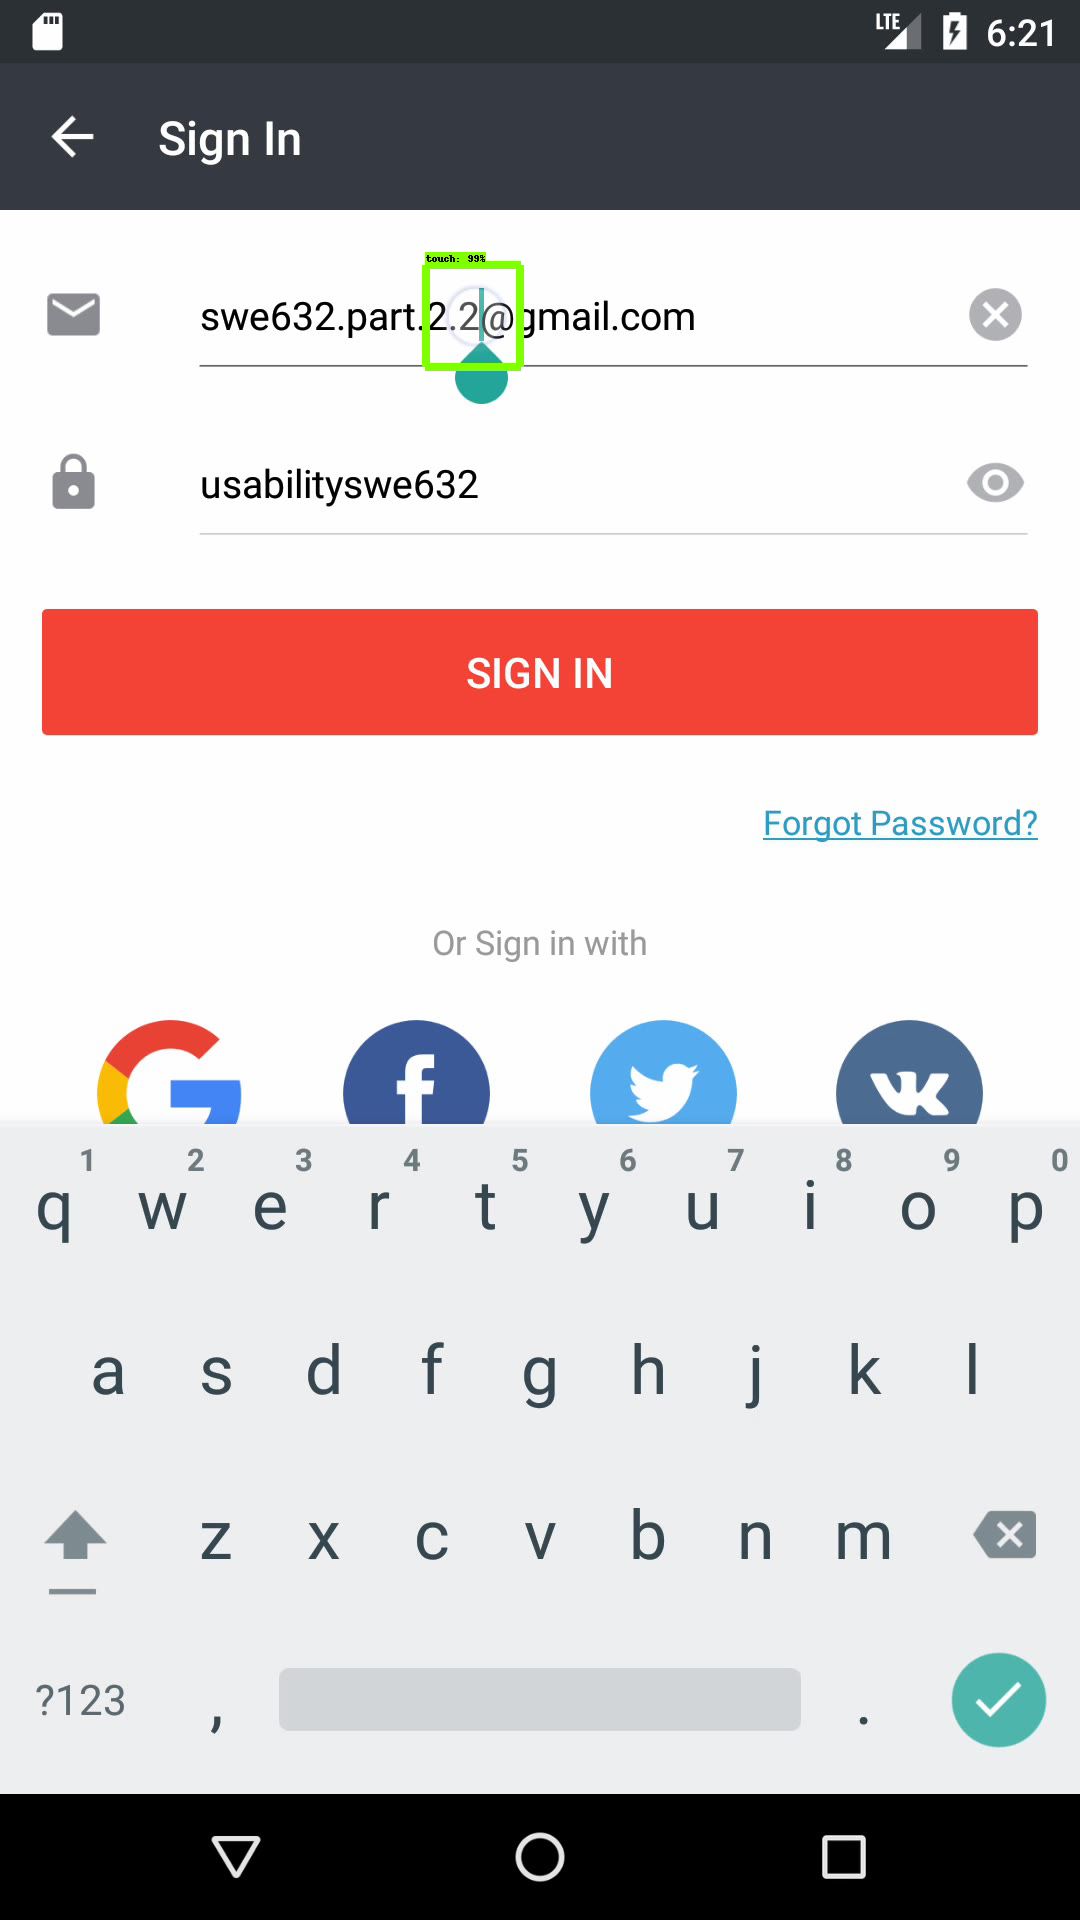 LTE 6:21
Sign In
touch: 99%
swe632.part.2.2@gmail.com
usabilityswe632
SIGN IN
Forgot Password?
Or Sign in with
1 2 3 4 5 6 7 8 9 0
q w e r t y u i o p
a s d f g h j k l
z x c v b n m
?123 , .